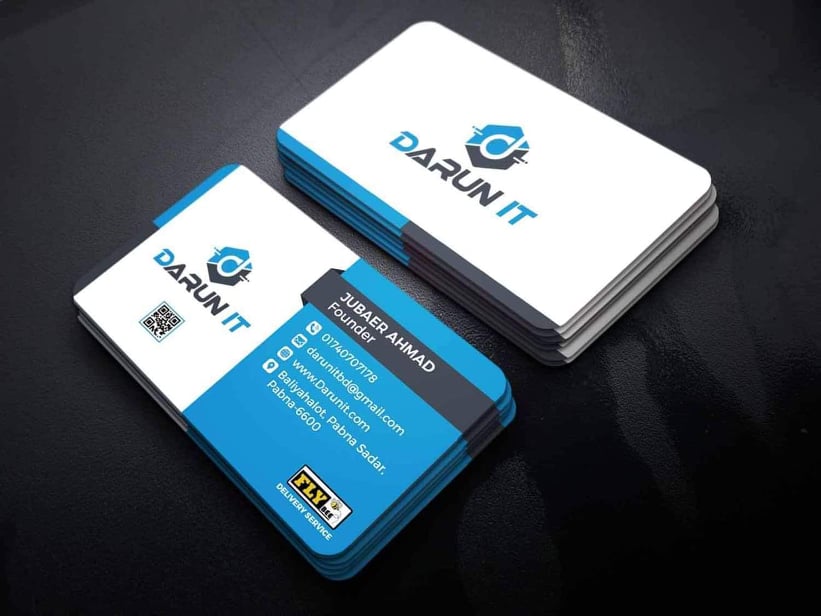 DARUN IT
DARUN IT
JUBAER AHMAD
Founder
01740707178
darunitbd@gmail.com
www.Darunit.com
Baliyahalot, Pabna Sadar,
Pabna-6600
FLY
BEE
DELIVERY SERVICE